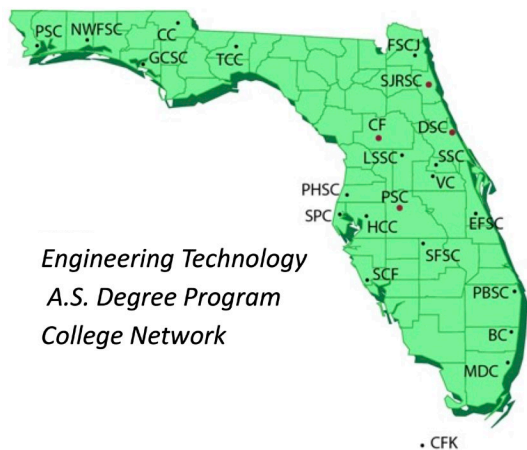 PSC
NWFSC
CC
GCSC
TCC
FSCJ
SJRSC
CF
DSC
LSSC
SSC
VC
PHSC
PSC
SPC
HCC
EFSC
SFSC
SCF
PBSC
BC
MDC
CFK
Engineering Technology
A.S. Degree Program
College Network